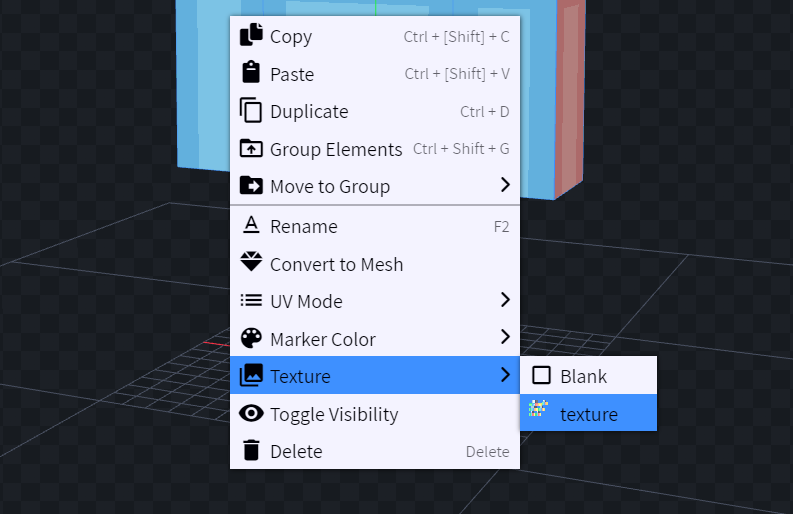 Copy Ctrl + [Shift] + C
Paste Ctrl + [Shift] + V
Duplicate Ctrl + D
Group Elements Ctrl + Shift + G
Move to Group
Rename F2
Convert to Mesh
UV Mode
Marker Color
Texture
Blank
texture
Toggle Visibility
Delete Delete